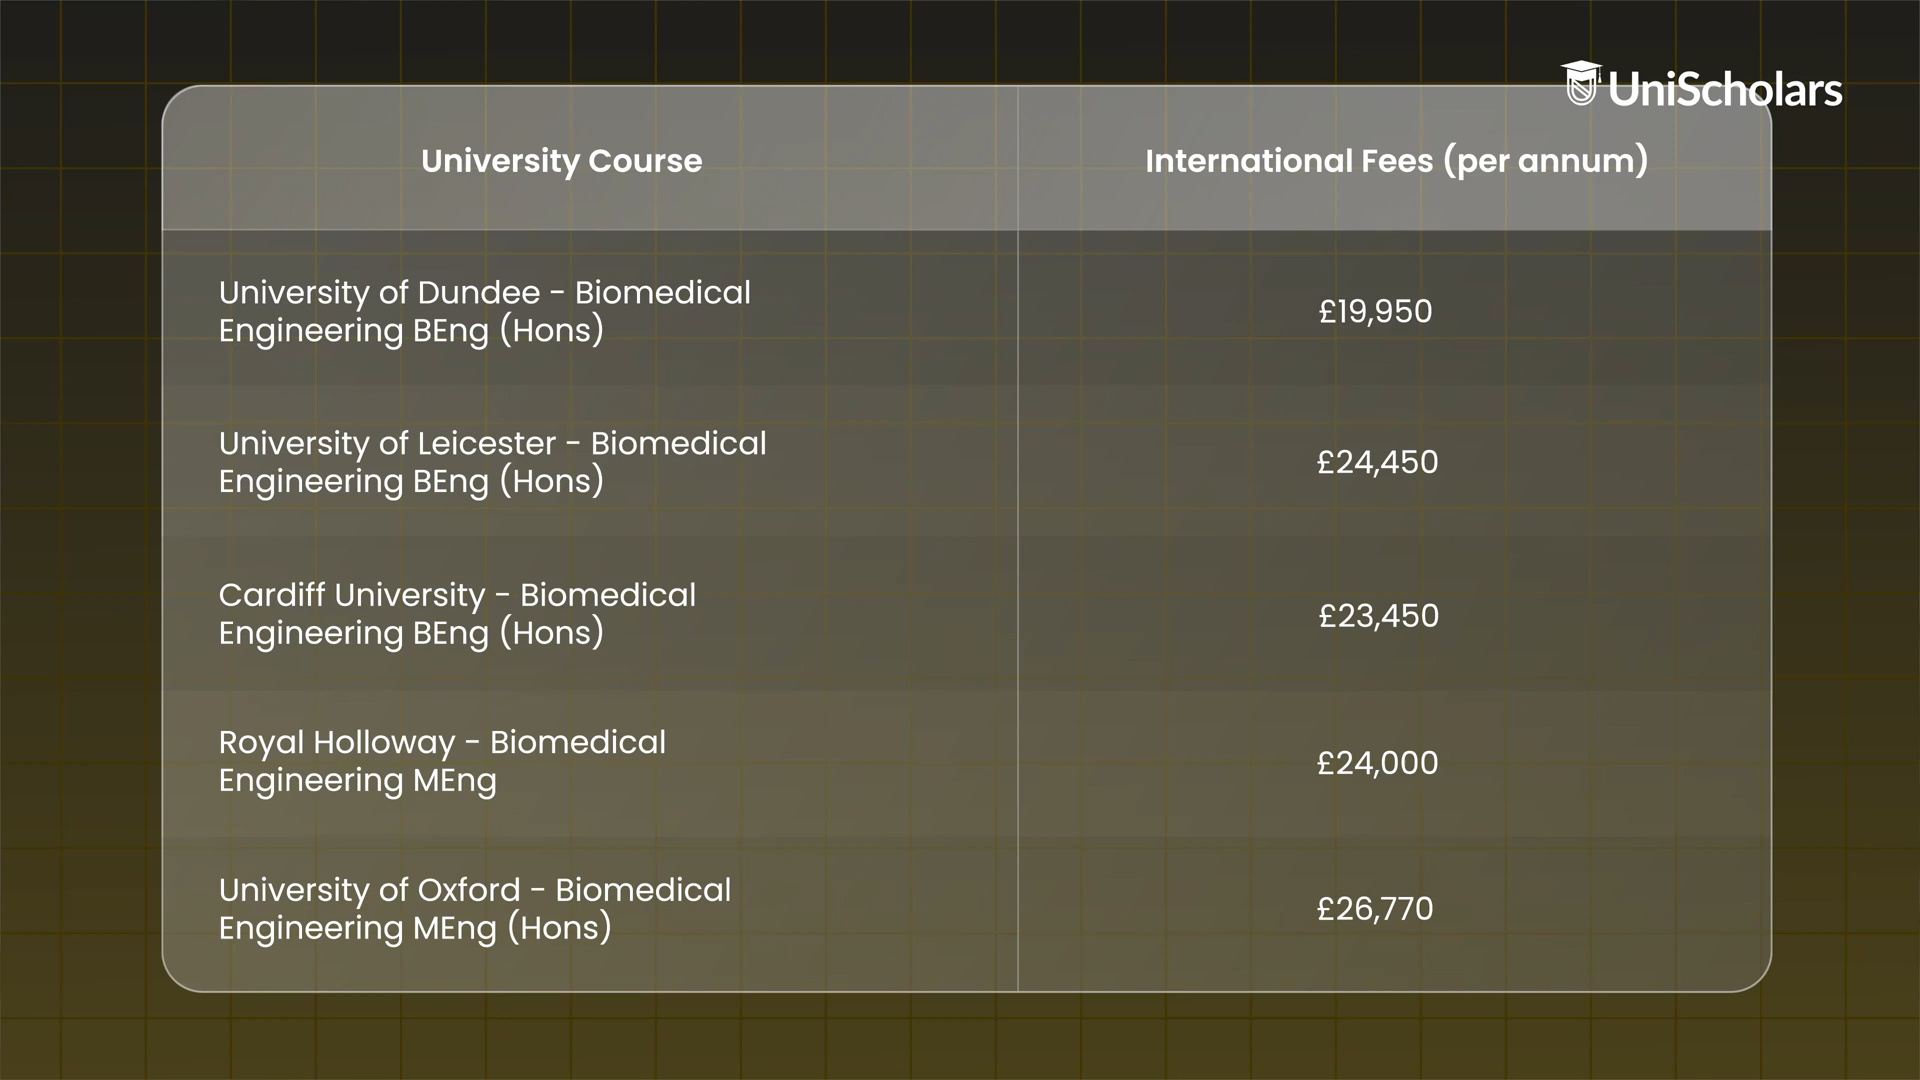 UniScholars
University Course
International Fees (per annum)
University of Dundee - Biomedical
Engineering BEng (Hons)
£19,950
University of Leicester - Biomedical
Engineering BEng (Hons)
£24,450
Cardiff University - Biomedical
Engineering BEng (Hons)
£23,450
Royal Holloway - Biomedical
Engineering MEng
£24,000
University of Oxford - Biomedical
Engineering MEng (Hons)
£26,770